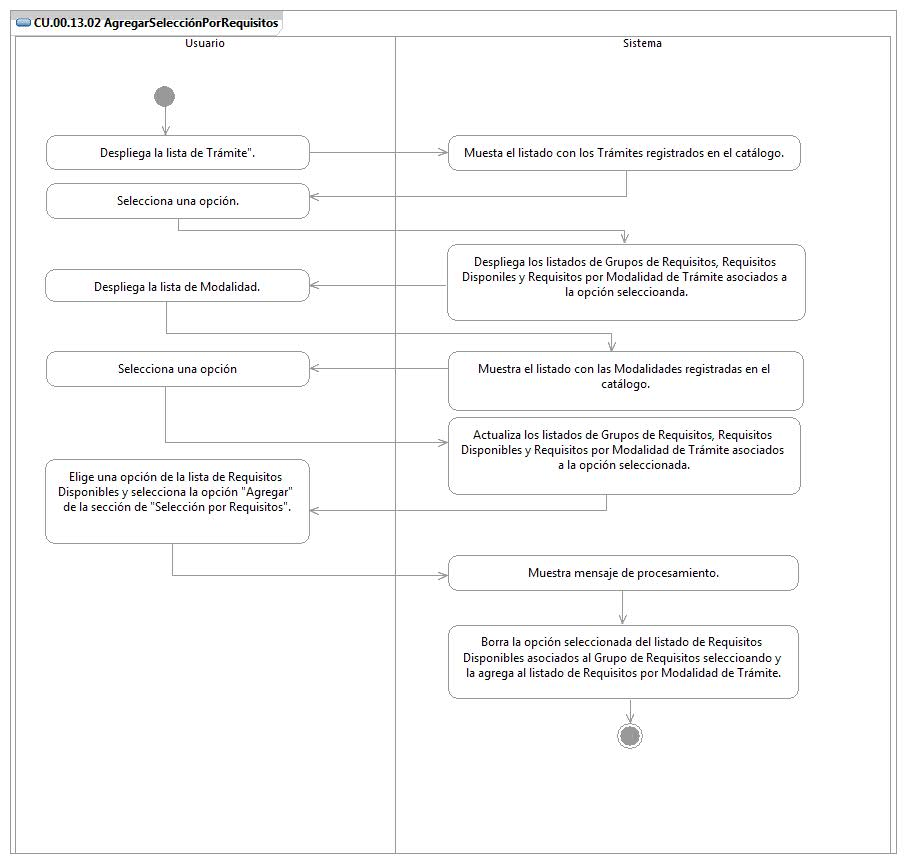 CU.00.13.02 AgregarSelecciónPorRequisitos
Usuario
Sistema
Despliega la lista de Trámite".
Muesta el listado con los Trámites registrados en el catálogo.
Selecciona una opción.
Despliega los listados de Grupos de Requisitos, Requisitos
Disponiles y Requisitos por Modalidad de Trámite asociados a
la opción seleccioanda.
Despliega la lista de Modalidad.
Muestra el listado con las Modalidades registradas en el
catálogo.
Selecciona una opción
Actualiza los listados de Grupos de Requisitos, Requisitos
Disponibles y Requisitos por Modalidad de Trámite asociados
a la opción seleccionada.
Elige una opción de la lista de Requisitos
Disponibles y selecciona la opción "Agregar"
de la sección de "Selección por Requisitos".
Muestra mensaje de procesamiento.
Borra la opción seleccionada del listado de Requisitos
Disponibles asociados al Grupo de Requisitos seleccioando y
la agrega al listado de Requisitos por Modalidad de Trámite.